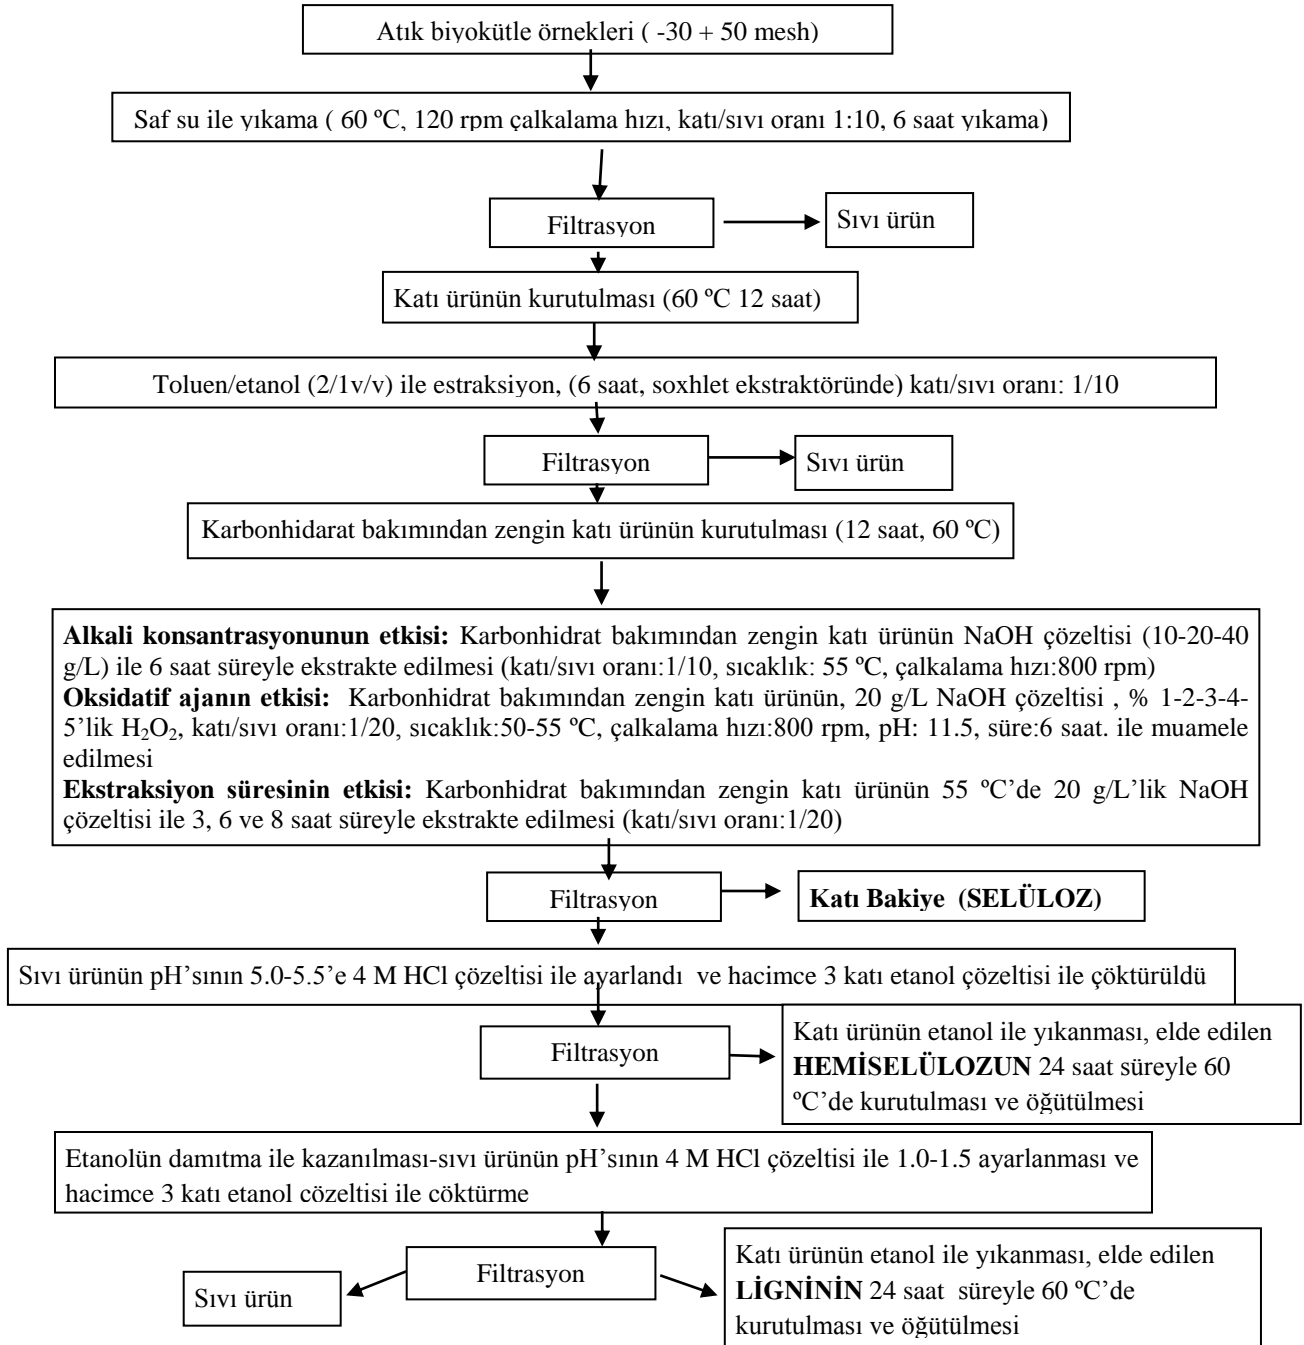 Atık biyokütle örnekleri ( -30 + 50 mesh)
Saf su ile yıkama ( 60 ºC, 120 rpm çalkalama hızı, katı/sıvı oranı 1:10, 6 saat yıkama)
Filtrasyon
Sıvı ürün
Katı ürünün kurutulması (60 ºC 12 saat)
Toluen/etanol (2/1v/v) ile estraksiyon, (6 saat, soxhlet ekstraktöründe) katı/sıvı oranı: 1/10
Filtrasyon
Sıvı ürün
Karbonhidarat bakımından zengin katı ürünün kurutulması (12 saat, 60 ºC)
Alkali konsantrasyonunun etkisi: Karbonhidrat bakımından zengin katı ürünün NaOH çözeltisi (10-20-40
g/L) ile 6 saat süreyle ekstrakte edilmesi (katı/sıvı oranı:1/10, sıcaklık: 55 ºC, çalkalama hızı:800 rpm)
Oksidatif ajanın etkisi: Karbonhidrat bakımından zengin katı ürünün, 20 g/L NaOH çözeltisi , % 1-2-3-4-
5’lik H₂O₂, katı/sıvı oranı:1/20, sıcaklık:50-55 ºC, çalkalama hızı:800 rpm, pH: 11.5, süre:6 saat. ile muamele
edilmesi
Ekstraksiyon süresinin etkisi: Karbonhidrat bakımından zengin katı ürünün 55 ºC’de 20 g/L’lik NaOH
çözeltisi ile 3, 6 ve 8 saat süreyle ekstrakte edilmesi (katı/sıvı oranı:1/20)
Filtrasyon
Katı Bakiye (SELÜLOZ)
Sıvı ürünün pH’sının 5.0-5.5’e 4 M HCl çözeltisi ile ayarlandı ve hacimce 3 katı etanol çözeltisi ile çöktürüldü
Filtrasyon
Katı ürünün etanol ile yıkanması, elde edilen
HEMİSELÜLOZUN 24 saat süreyle 60
ºC’de kurutulması ve öğütülmesi
Etanolün damıtma ile kazanılması-sıvı ürünün pH’sının 4 M HCl çözeltisi ile 1.0-1.5 ayarlanması ve
hacimce 3 katı etanol çözeltisi ile çöktürme
Filtrasyon
Sıvı ürün
Katı ürünün etanol ile yıkanması, elde edilen
LİGNİNİN 24 saat süreyle 60 ºC’de
kurutulması ve öğütülmesi